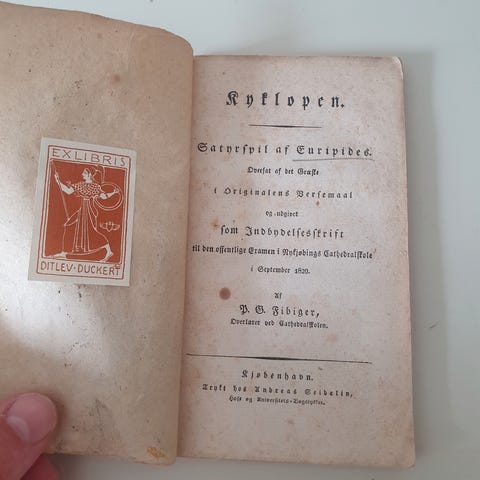 EXLIBRIS
DITLEV·DUCKERT
Kyklopen.
Satyrspil af Euripides.
Oversat af det Græske
i Originalens Versemaal
og udgivet
som Indbydelsesskrift
til den offentlige Examen i Nykjøbings Cathedralskole
i September 1820.
Af
P. G. Fibiger,
Overlærer ved Cathedralskolen.
Kjøbenhavn.
Trykt hos Andreas Seidelin,
Hof- og Universitets-Bogtrykker.